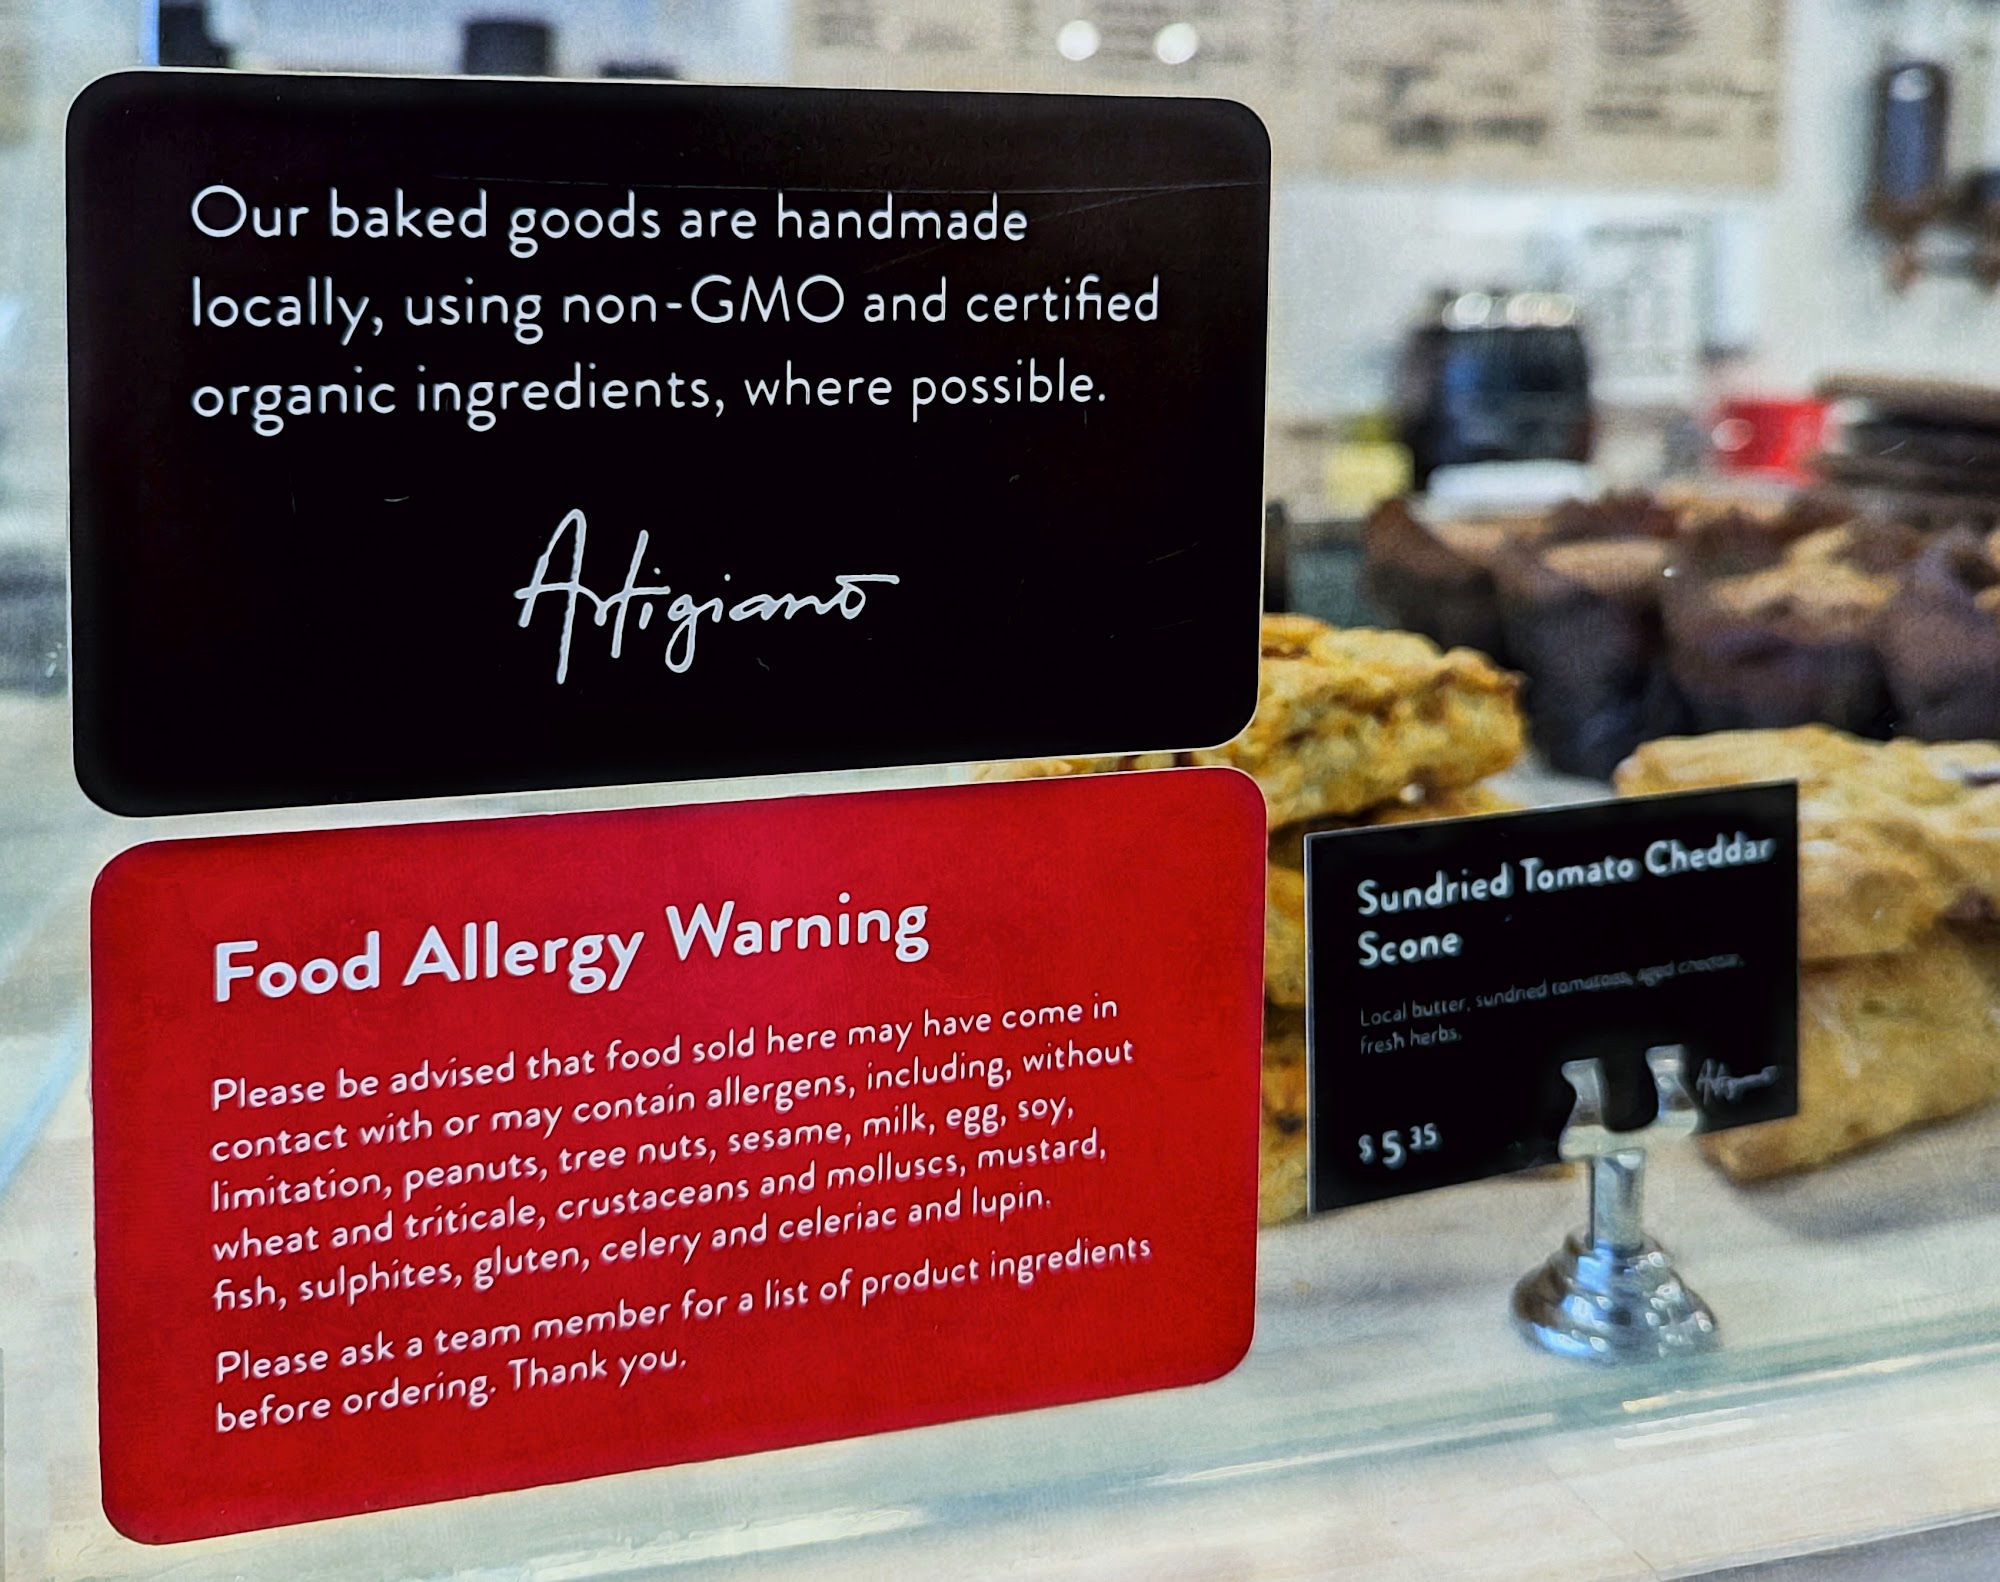 Our baked goods are handmade
locally, using non-GMO and certified
organic ingredients, where possible.
Artigiano
Food Allergy Warning
Please be advised that food sold here may have come in
contact with or may contain allergens, including, without
limitation, peanuts, tree nuts, sesame, milk, egg, soy,
wheat and triticale, crustaceans and molluscs, mustard,
fish, sulphites, gluten, celery and celeriac and lupin.
Please ask a team member for a list of product ingredients
before ordering. Thank you.
Sundried Tomato Cheddar
Scone
Local butter, sundried tomatoes, aged cheddar,
fresh herbs.
Artigiano
$5.35